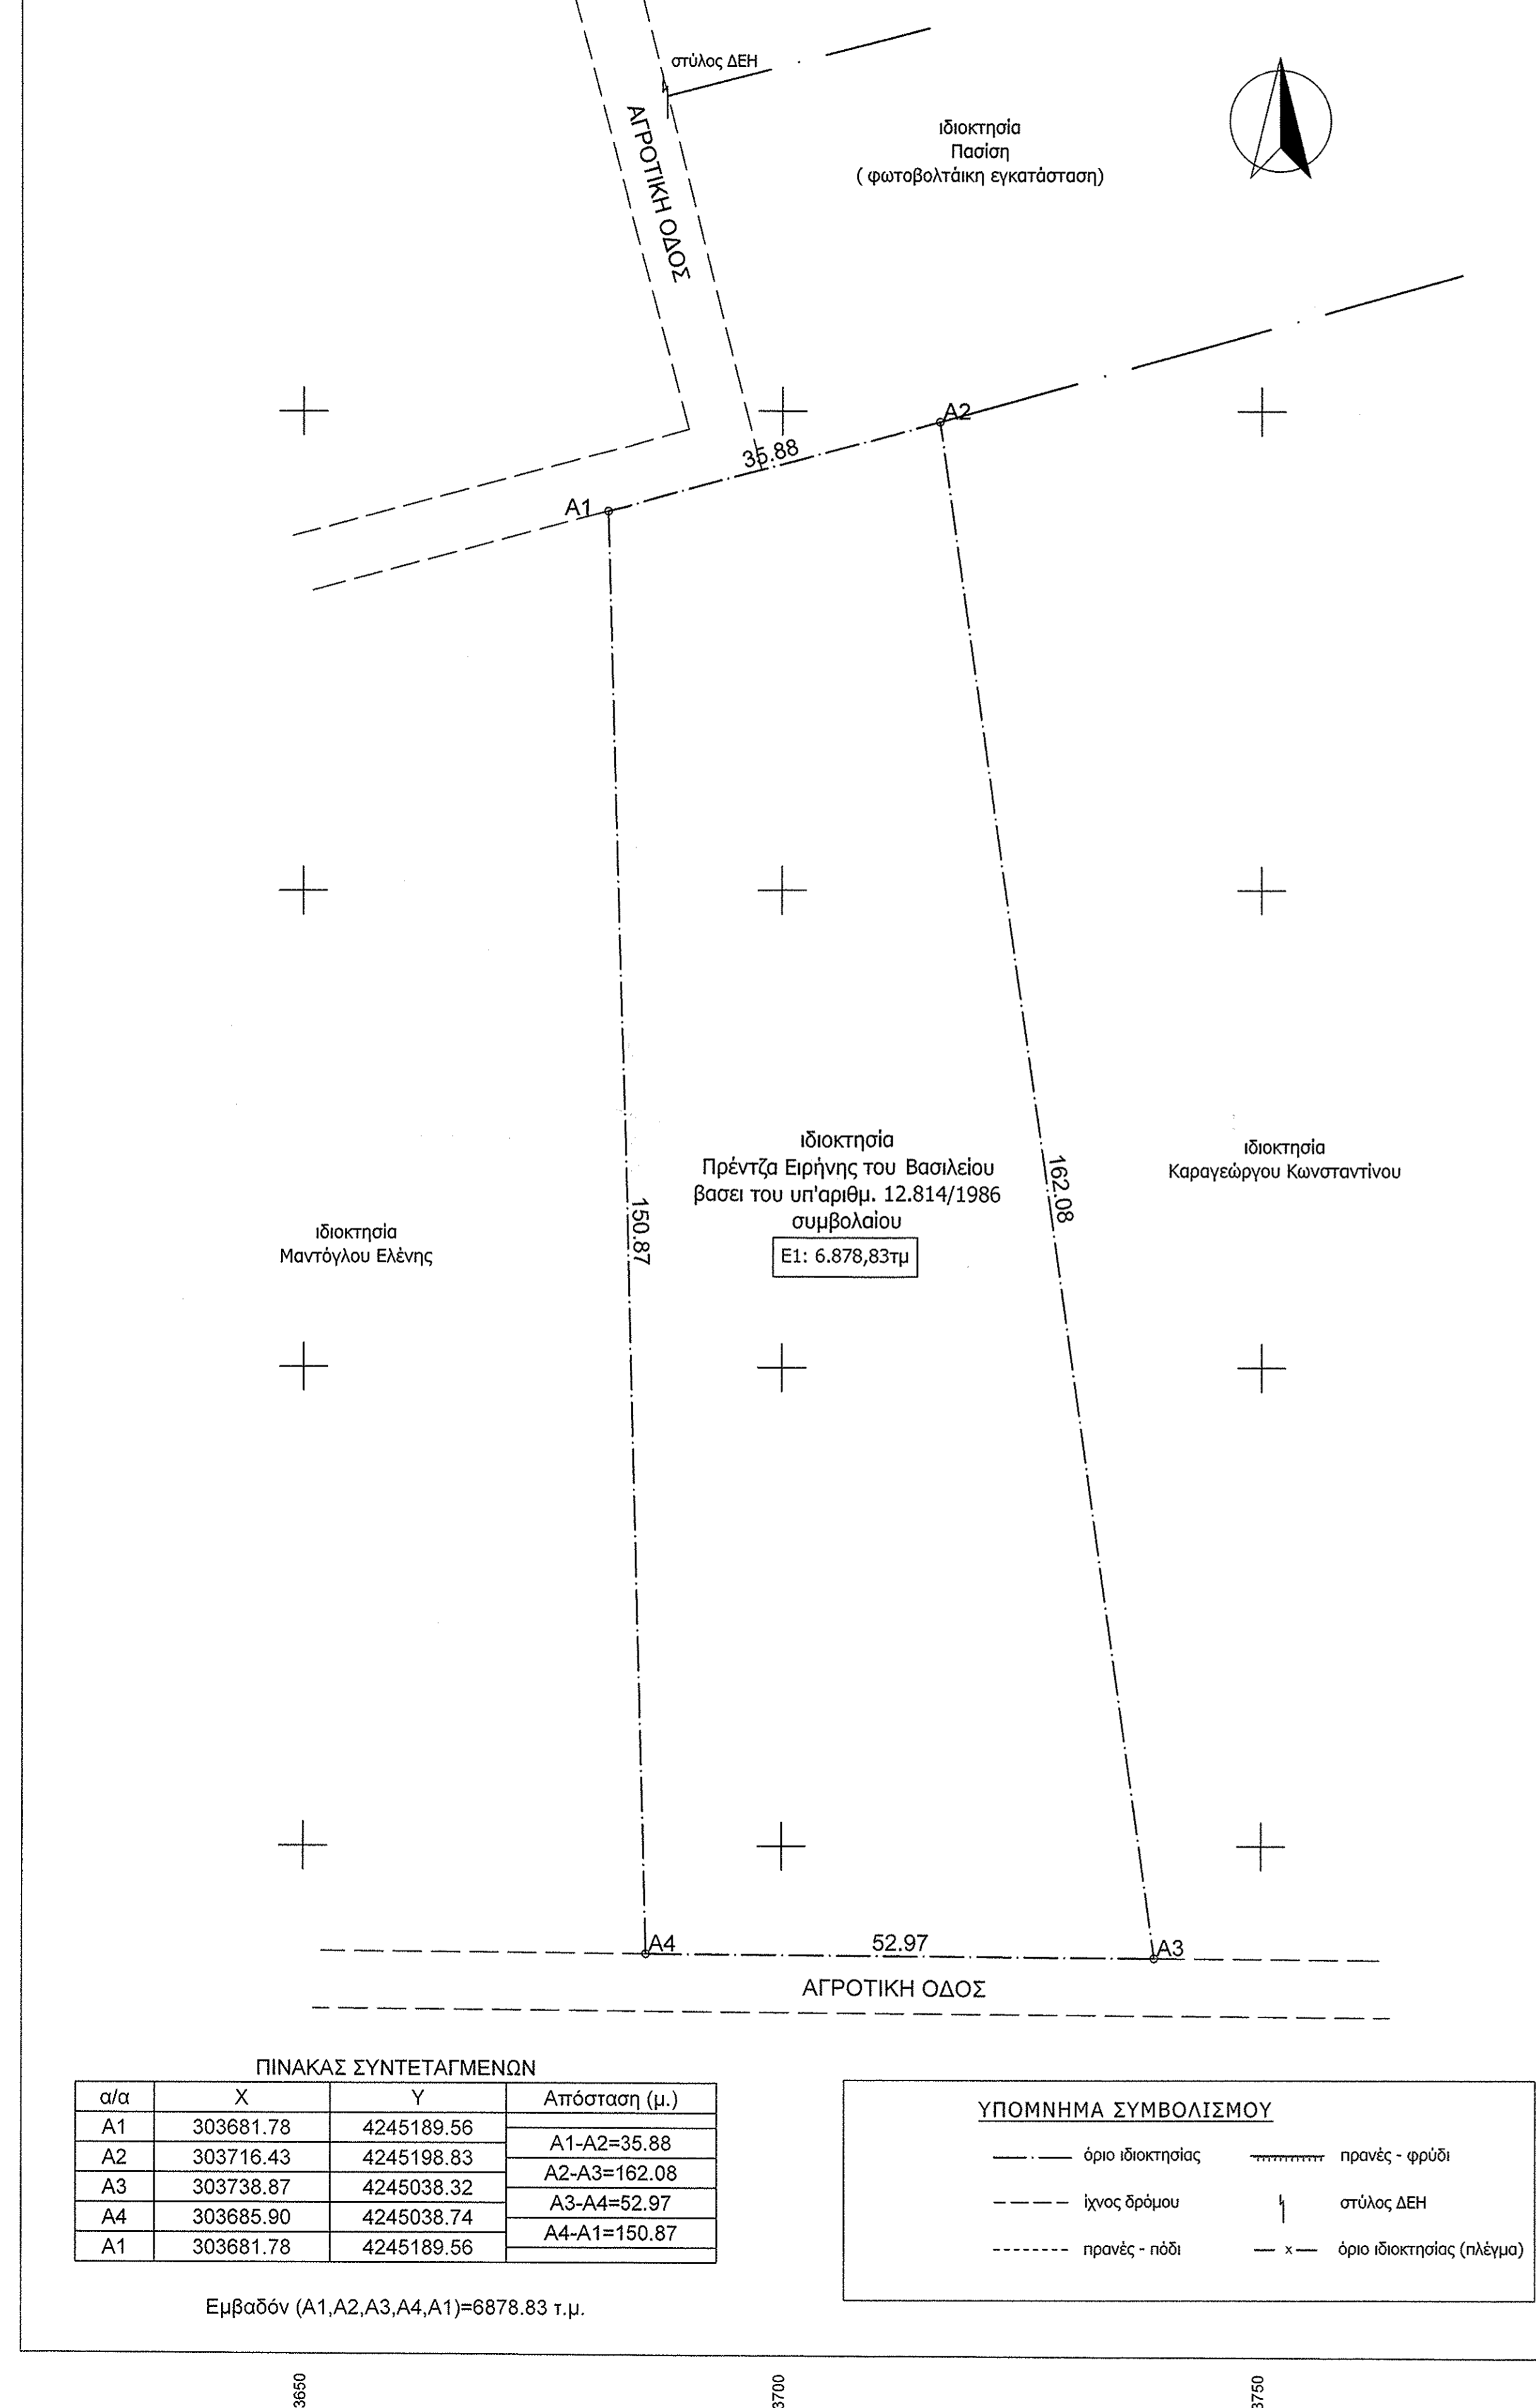 στύλος ΔΕΗ
ΑΓΡΟΤΙΚΗ ΟΔΟΣ
ιδιοκτησία
Πασίση
( φωτοβολτάικη εγκατάσταση)
A2
35.88
A1
ιδιοκτησία
Πρέντζα Ειρήνης του Βασιλείου
βασει του υπ'αριθμ. 12.814/1986
συμβολαίου
E1: 6.878,83τμ
162.08
ιδιοκτησία
Καραγεώργου Κωνσταντίνου
150.87
ιδιοκτησία
Μαντόγλου Ελένης
A4
52.97
A3
ΑΓΡΟΤΙΚΗ ΟΔΟΣ
ΠΙΝΑΚΑΣ ΣΥΝΤΕΤΑΓΜΕΝΩΝ
α/α X Y Απόσταση (μ.)
A1 303681.78 4245189.56
A1-A2=35.88
A2 303716.43 4245198.83
A2-A3=162.08
A3 303738.87 4245038.32
A3-A4=52.97
A4 303685.90 4245038.74
A4-A1=150.87
A1 303681.78 4245189.56
Εμβαδόν (A1,A2,A3,A4,A1)=6878.83 τ.μ.
ΥΠΟΜΝΗΜΑ ΣΥΜΒΟΛΙΣΜΟΥ
όριο ιδιοκτησίας
πρανές - φρύδι
ίχνος δρόμου
στύλος ΔΕΗ
πρανές - πόδι
x
όριο ιδιοκτησίας (πλέγμα)
3650
3700
3750